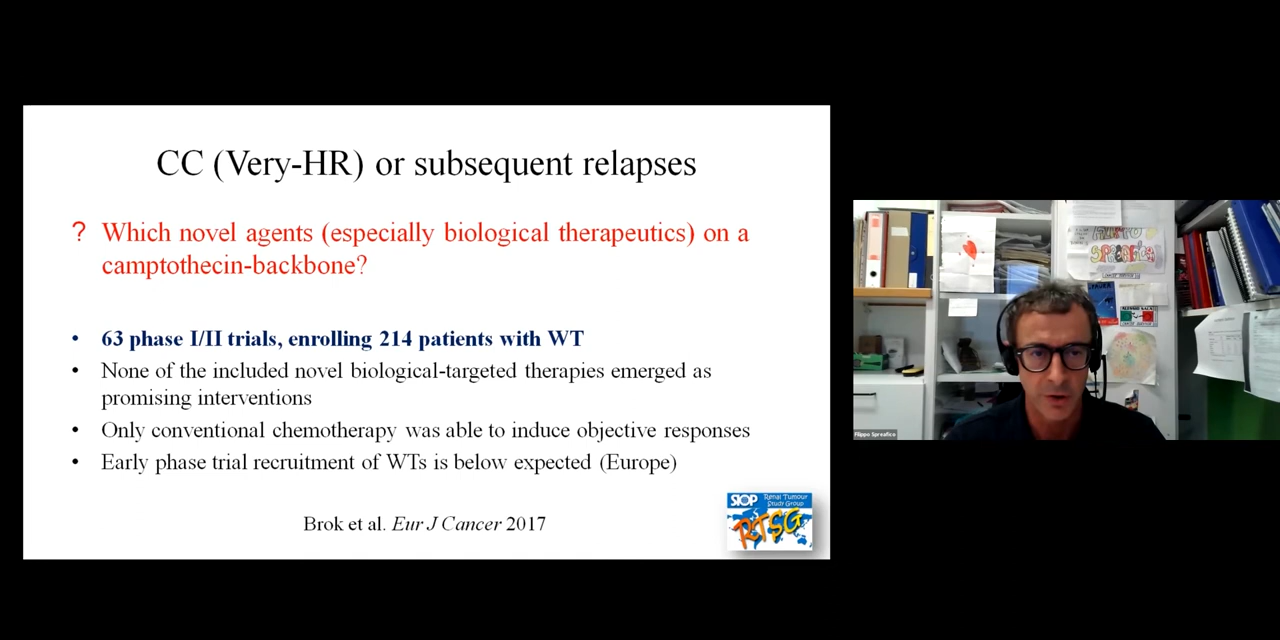 CC (Very-HR) or subsequent relapses
? Which novel agents (especially biological therapeutics) on a
camptothecin-backbone?
• 63 phase I/II trials, enrolling 214 patients with WT
• None of the included novel biological-targeted therapies emerged as
promising interventions
• Only conventional chemotherapy was able to induce objective responses
• Early phase trial recruitment of WTs is below expected (Europe)
Brok et al. Eur J Cancer 2017
SIOP Renal Tumour
Study Group
RTSG
Filippo Spreafico